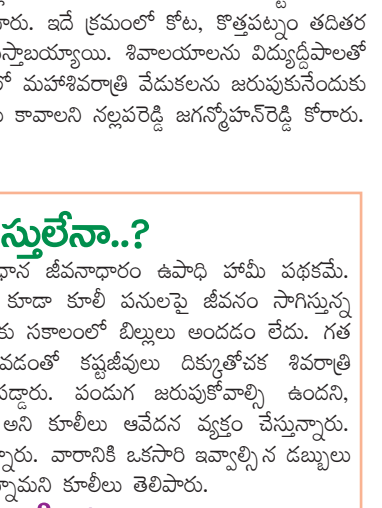 వారు. ఇదే క్రమంలో కోట, కొత్తపట్నం తదితర
స్తాబయ్యాయి. శివాలయాలను విద్యుద్దీపాలతో
లో మహాశివరాత్రి వేడుకలను జరుపుకునేందుకు
కావాలని నల్లపరెడ్డి జగన్మోహన్‌రెడ్డి కోరారు.
స్తులేనా..?
ధాన జీవనాధారం ఉపాధి హామీ పథకమే.
కూడా కూలీ పనులపై జీవనం సాగిస్తున్న
కు సకాలంలో బిల్లులు అందడం లేదు. గత
వడంతో కష్టజీవులు దిక్కుతోచక శివరాత్రి
పడ్డారు. పండుగ జరుపుకోవాల్సి ఉందని,
అని కూలీలు ఆవేదన వ్యక్తం చేస్తున్నారు.
్నారు. వారానికి ఒకసారి ఇవ్వాల్సిన డబ్బులు
న్నామని కూలీలు తెలిపారు.